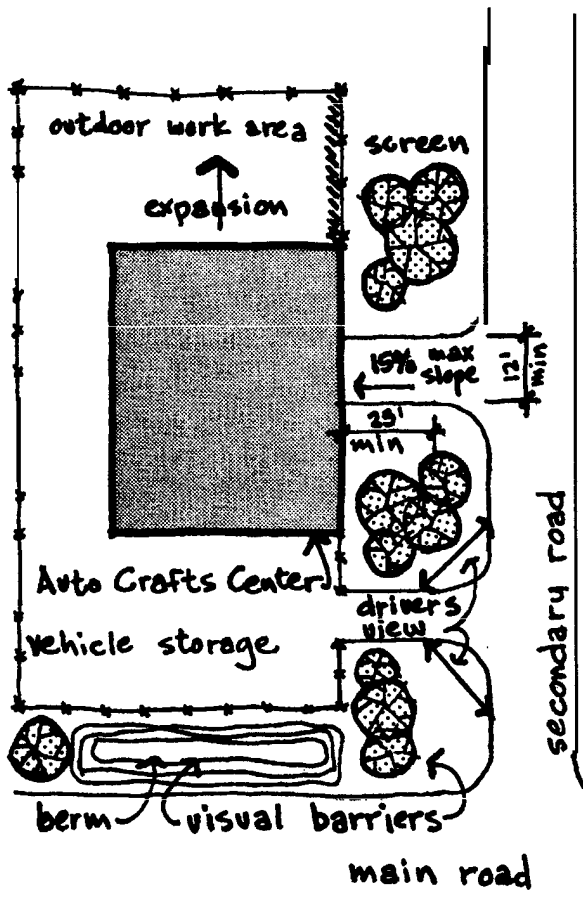 outdoor work area
screen
expansion
15% max
slope
12'
min
25'
min
Auto Crafts Center
drivers
view
vehicle storage
secondary road
berm
visual barriers
main road